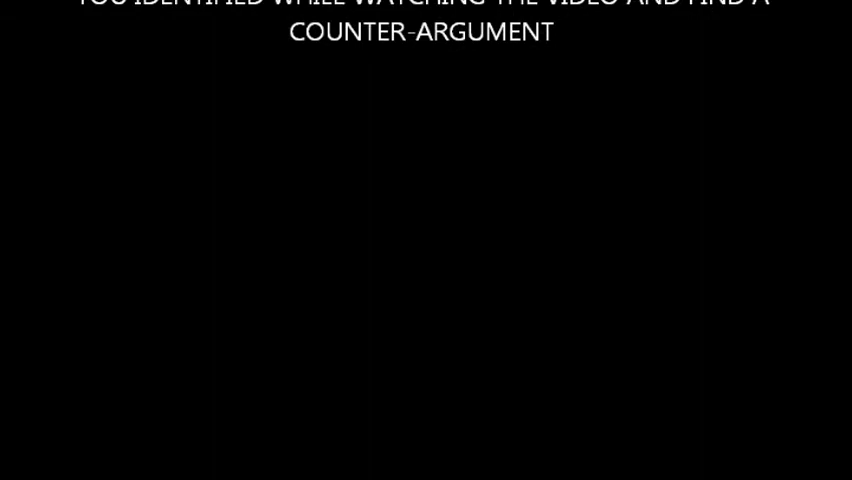 YOU IDENTIFIED WHILE WATCHING THE VIDEO AND FIND A
COUNTER-ARGUMENT